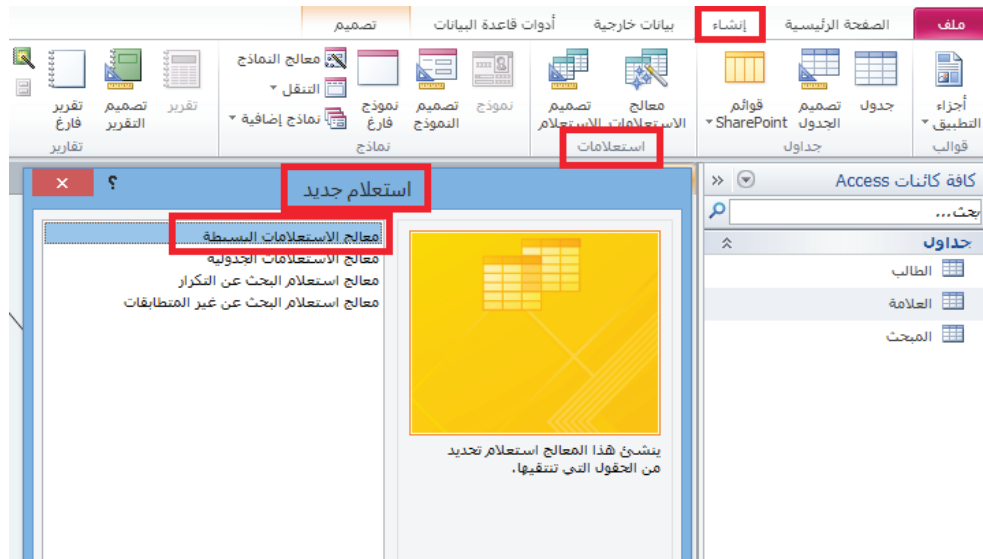 ملف
الصفحة الرئيسية
إنشاء
بيانات خارجية
أدوات قاعدة البيانات
تصميم
أجزاء التطبيق
قوالب
جدول
تصميم الجدول
قوائم SharePoint
جداول
معالج الاستعلامات
تصميم الاستعلام
استعلامات
نموذج
تصميم النموذج
نموذج فارغ
معالج النماذج
التنقل
نماذج إضافية
نماذج
تقرير
تصميم التقرير
تقرير فارغ
تقارير
كافة كائنات Access
بحث...
جداول
الطالب
العلامة
المبحث
استعلام جديد
؟
معالج الاستعلامات البسيطة
معالج الاستعلامات الجدولية
معالج استعلام البحث عن التكرار
معالج استعلام البحث عن غير المتطابقات
ينشئ هذا المعالج استعلام تحديد
من الحقول التي تنتقيها.